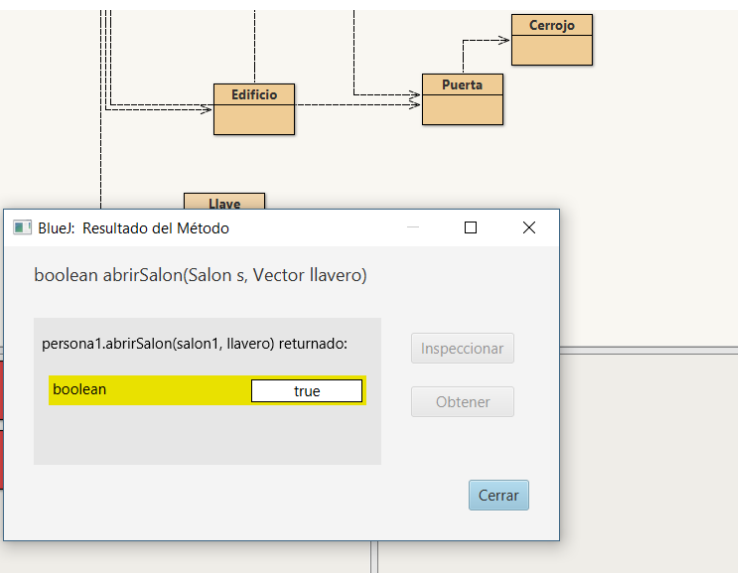 Cerrojo
Puerta
Edificio
Llave
BlueJ: Resultado del Método
boolean abrirSalon(Salon s, Vector llavero)
persona1.abrirSalon(salon1, llavero) returnado:
Inspeccionar
boolean true
Obtener
Cerrar